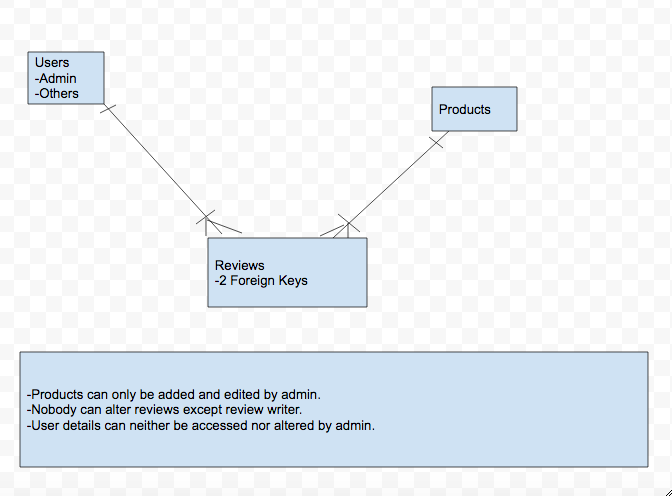 Users
-Admin
-Others
Products
Reviews
-2 Foreign Keys
-Products can only be added and edited by admin.
-Nobody can alter reviews except review writer.
-User details can neither be accessed nor altered by admin.